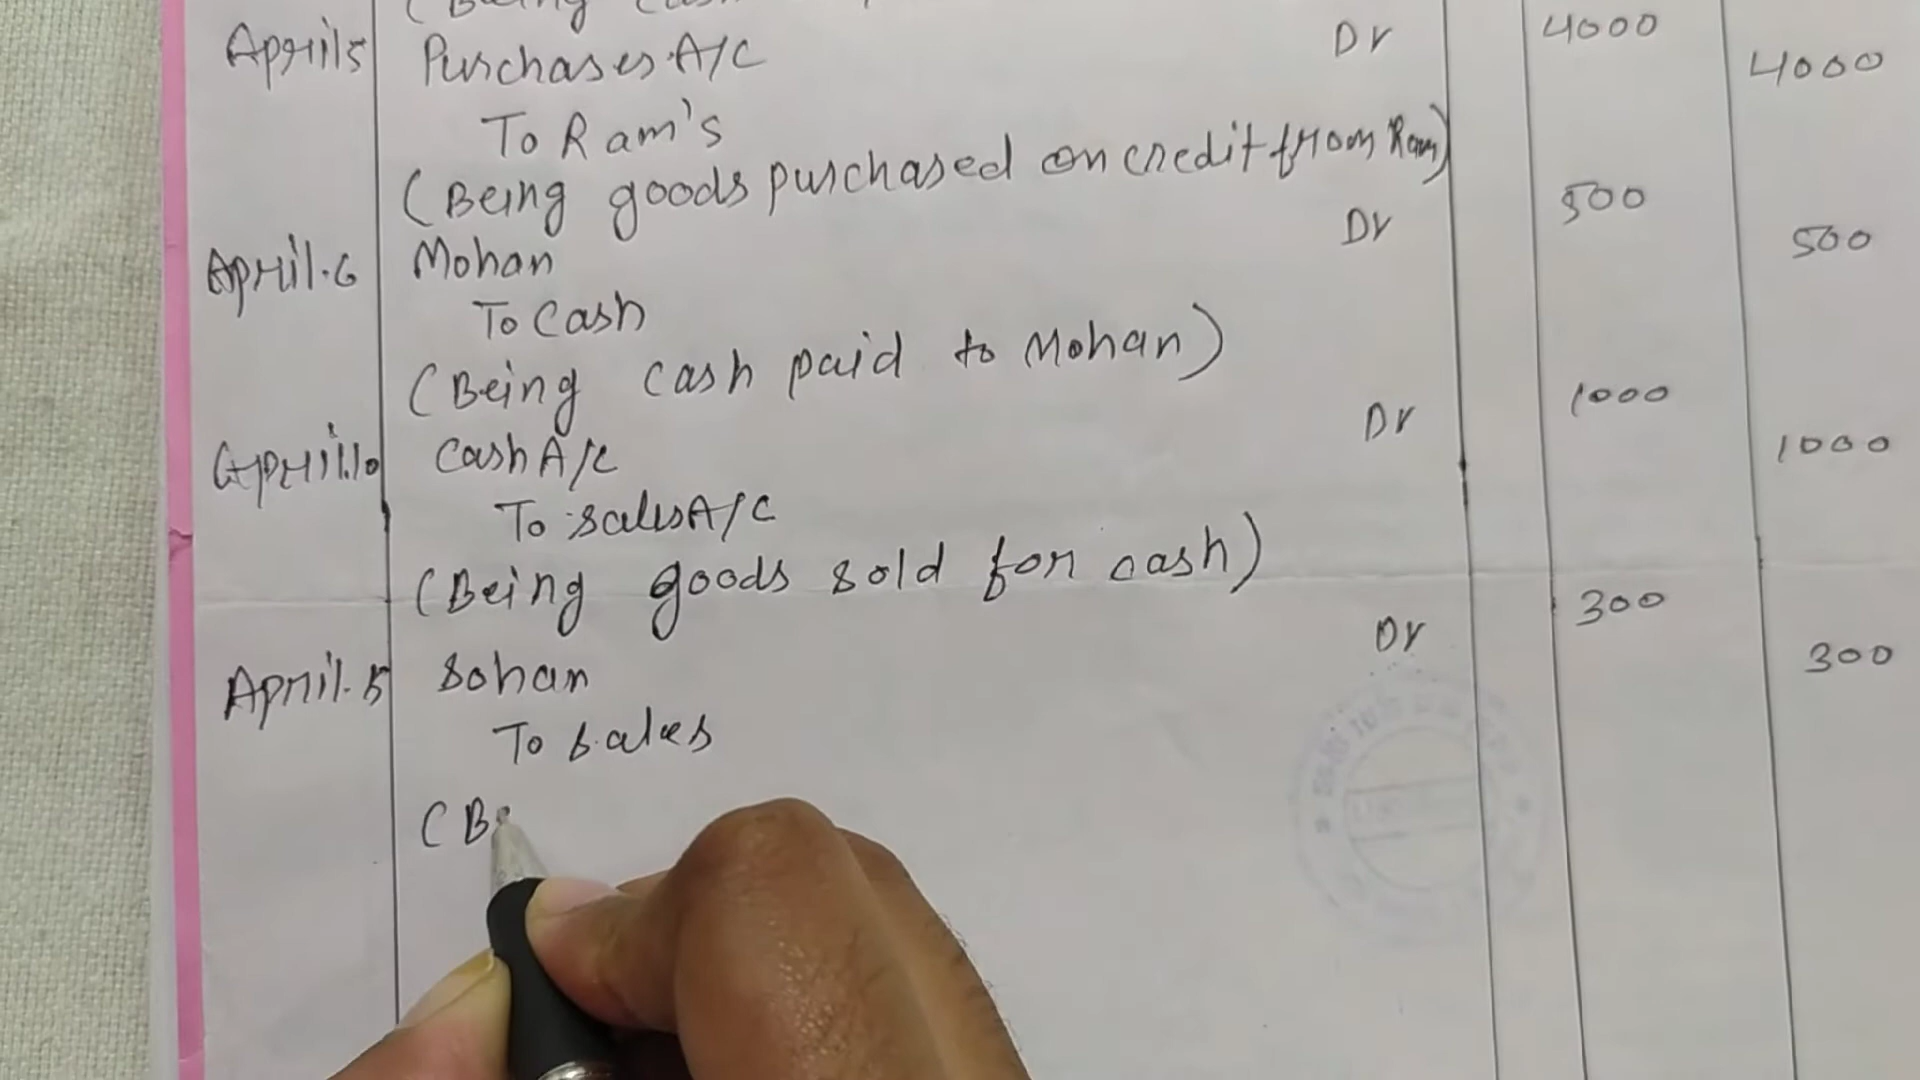 (Being Cash
April 5 Purchases A/C Dr 4000
To Ram's 4000
(Being goods purchased on credit from Ram)
April.6 Mohan Dr 500
To Cash 500
(Being cash paid to Mohan)
April.10 Cash A/C Dr 1000
To sales A/C 1000
(Being goods sold for cash)
April.5 Sohan Dr 300
To sales 300
(B